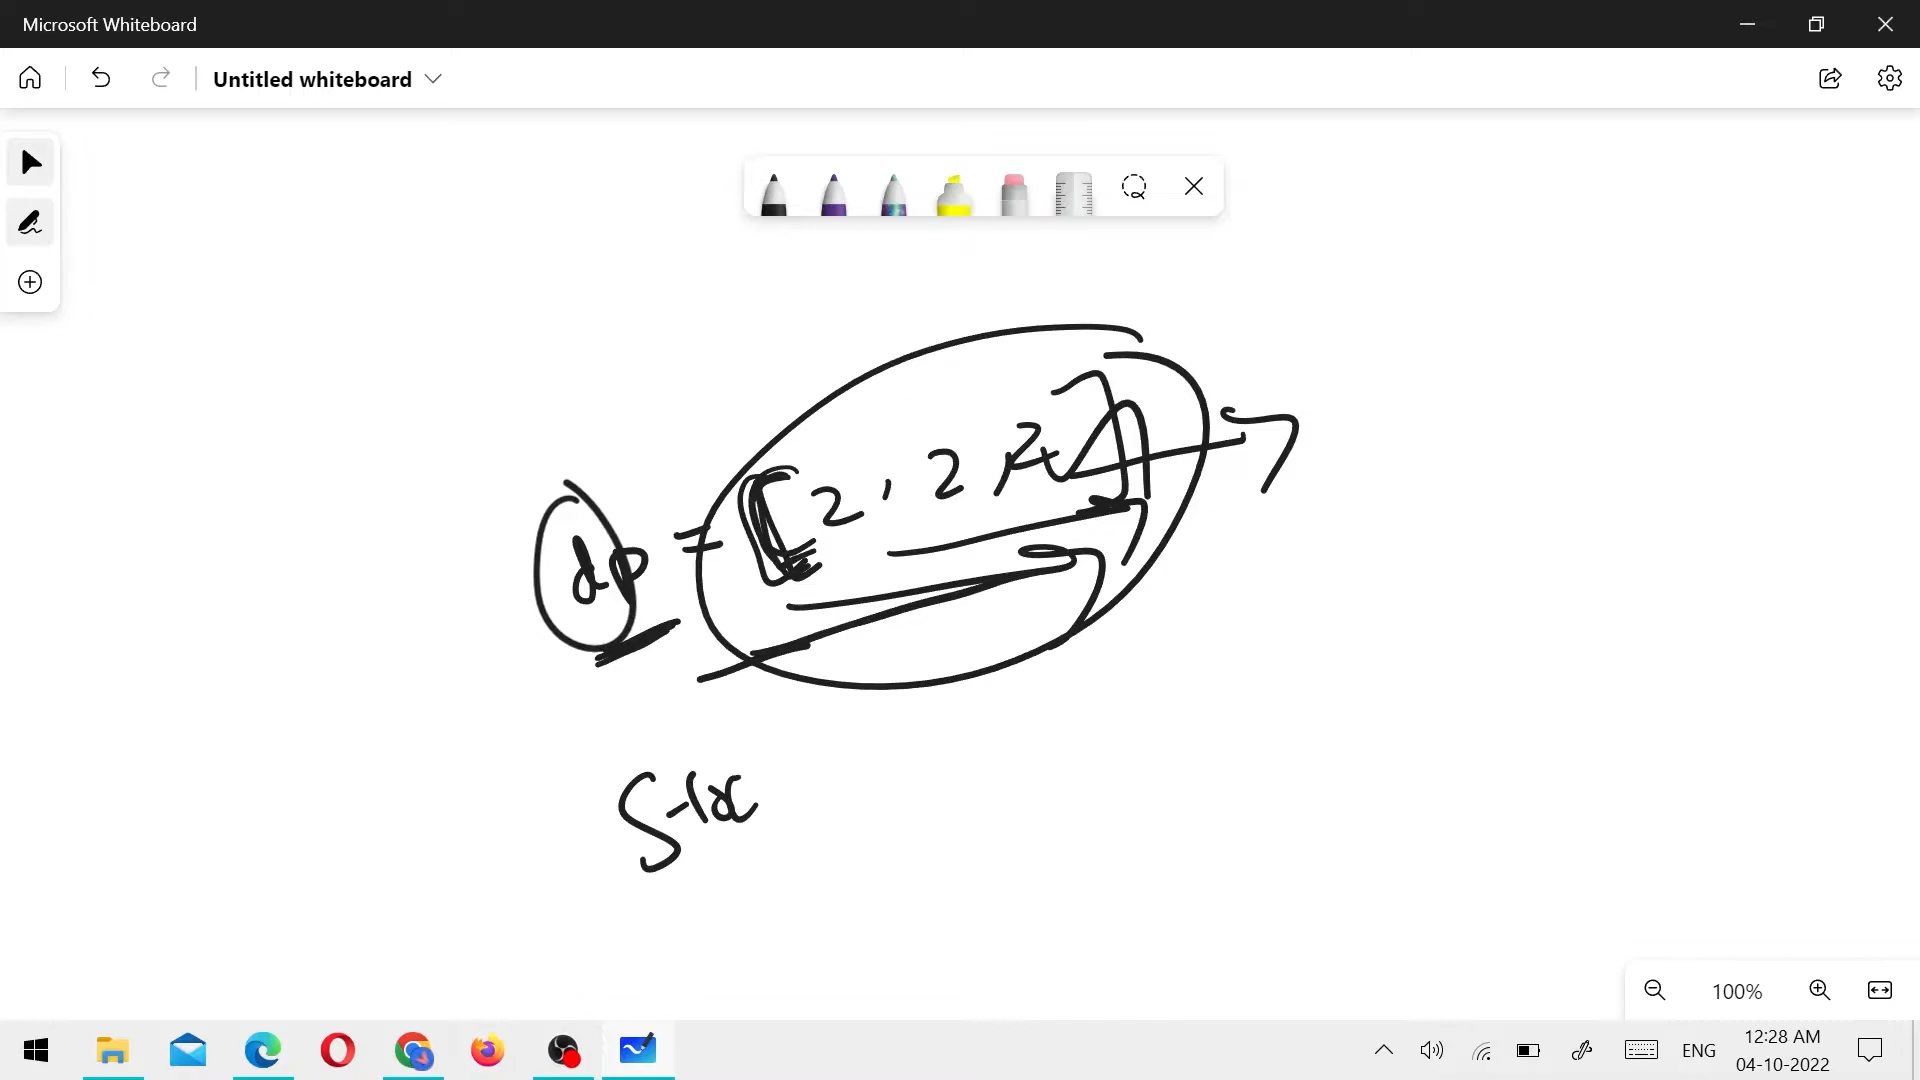 Microsoft Whiteboard
Untitled whiteboard
dp = [2, 2,
100%
ENG
12:28 AM
04-10-2022